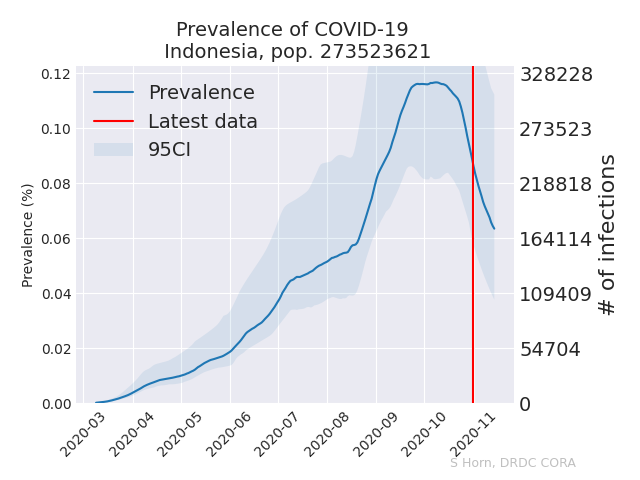 Prevalence of COVID-19
Indonesia, pop. 273523621
Prevalence
Latest data
95CI
Prevalence (%)
0.12
0.10
0.08
0.06
0.04
0.02
0.00
328228
273523
218818
164114
109409
54704
0
# of infections
2020-03
2020-04
2020-05
2020-06
2020-07
2020-08
2020-09
2020-10
2020-11
S Horn, DRDC CORA